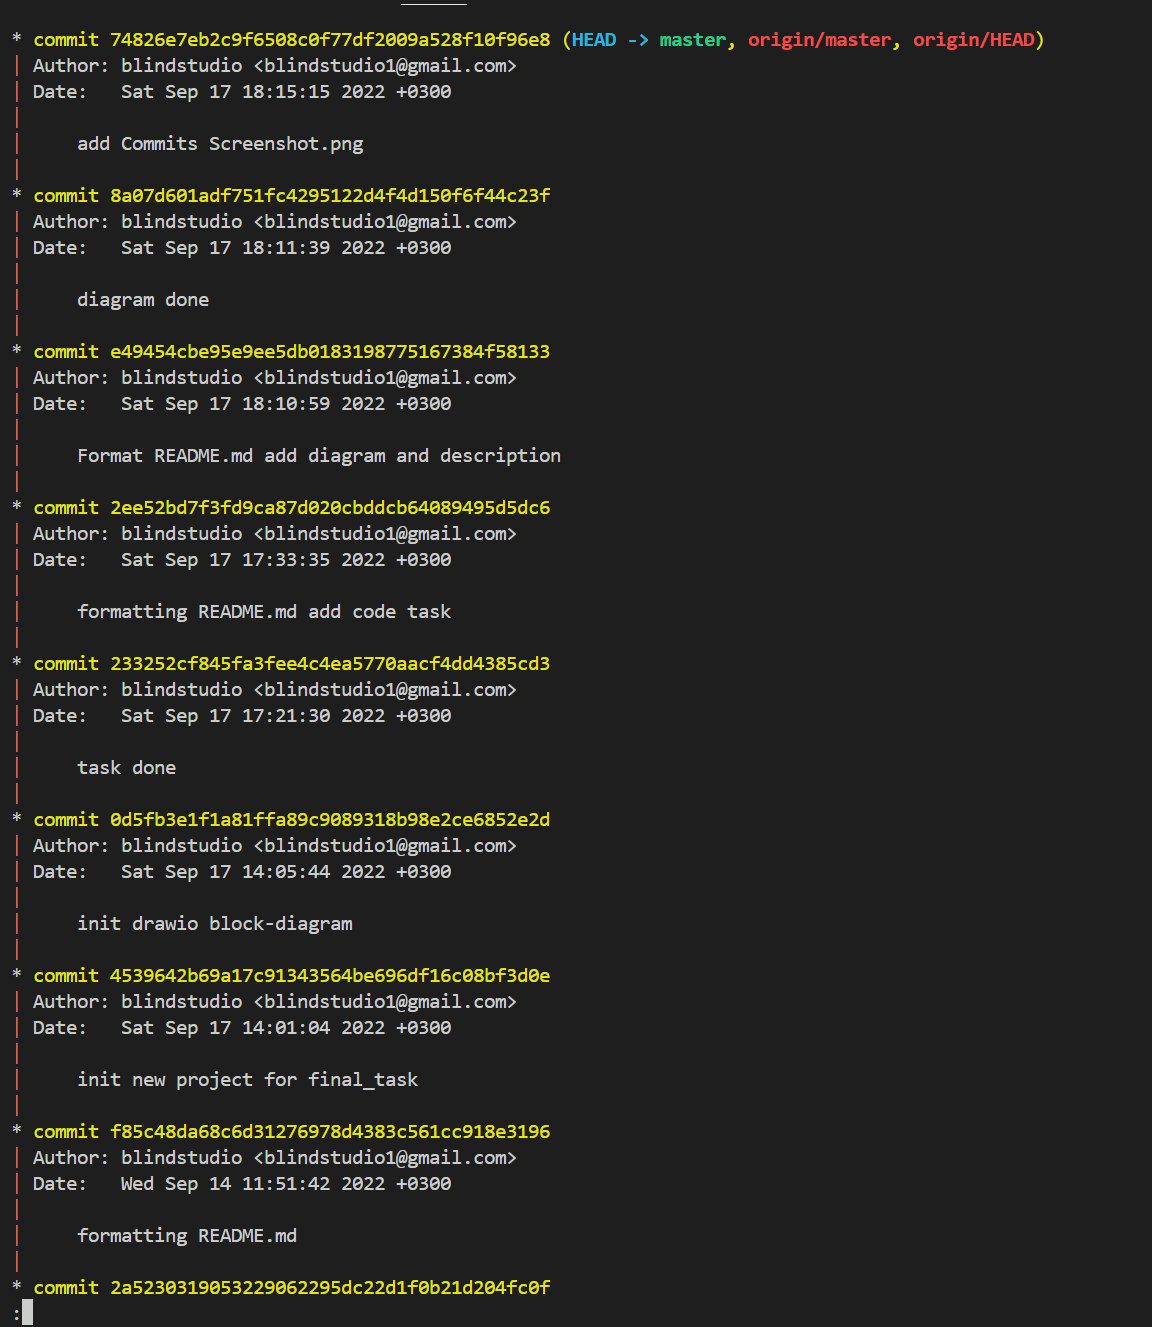 * commit 74826e7eb2c9f6508c0f77df2009a528f10f96e8 (HEAD -> master, origin/master, origin/HEAD)
| Author: blindstudio <blindstudio1@gmail.com>
| Date:   Sat Sep 17 18:15:15 2022 +0300
|
|     add Commits Screenshot.png
|
* commit 8a07d601adf751fc4295122d4f4d150f6f44c23f
| Author: blindstudio <blindstudio1@gmail.com>
| Date:   Sat Sep 17 18:11:39 2022 +0300
|
|     diagram done
|
* commit e49454cbe95e9ee5db0183198775167384f58133
| Author: blindstudio <blindstudio1@gmail.com>
| Date:   Sat Sep 17 18:10:59 2022 +0300
|
|     Format README.md add diagram and description
|
* commit 2ee52bd7f3fd9ca87d020cbddcb64089495d5dc6
| Author: blindstudio <blindstudio1@gmail.com>
| Date:   Sat Sep 17 17:33:35 2022 +0300
|
|     formatting README.md add code task
|
* commit 233252cf845fa3fee4c4ea5770aacf4dd4385cd3
| Author: blindstudio <blindstudio1@gmail.com>
| Date:   Sat Sep 17 17:21:30 2022 +0300
|
|     task done
|
* commit 0d5fb3e1f1a81ffa89c9089318b98e2ce6852e2d
| Author: blindstudio <blindstudio1@gmail.com>
| Date:   Sat Sep 17 14:05:44 2022 +0300
|
|     init drawio block-diagram
|
* commit 4539642b69a17c91343564be696df16c08bf3d0e
| Author: blindstudio <blindstudio1@gmail.com>
| Date:   Sat Sep 17 14:01:04 2022 +0300
|
|     init new project for final_task
|
* commit f85c48da68c6d31276978d4383c561cc918e3196
| Author: blindstudio <blindstudio1@gmail.com>
| Date:   Wed Sep 14 11:51:42 2022 +0300
|
|     formatting README.md
|
* commit 2a5230319053229062295dc22d1f0b21d204fc0f
: